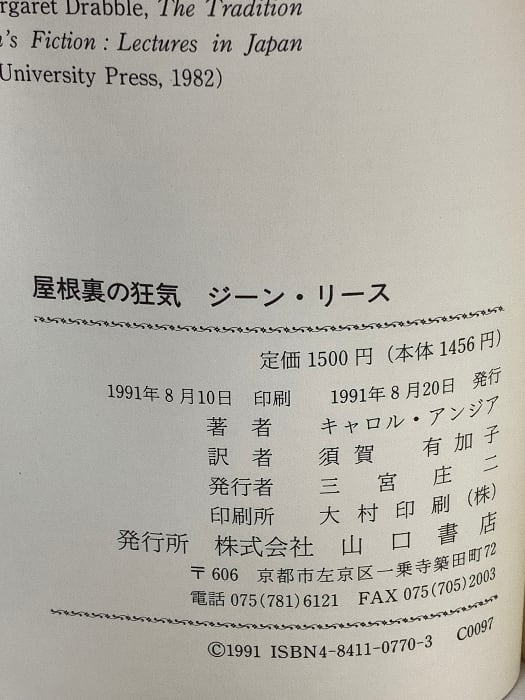 rgaret Drabble, The Tradition
's Fiction : Lectures in Japan
University Press, 1982)
屋根裏の狂気 ジーン・リース
定価 1500 円 (本体 1456 円)
1991年 8 月10日 印刷 1991年 8 月20日 発行
著者 キャロル・アンジア
訳者 須賀有加子
発行者 三宮庄二
印刷所 大村印刷(株)
発行所 株式会社 山口書店
〒606 京都市左京区一乗寺築田町72
電話 075(781)6121 FAX 075(705)2003
©1991 ISBN4-8411-0770-3 C0097